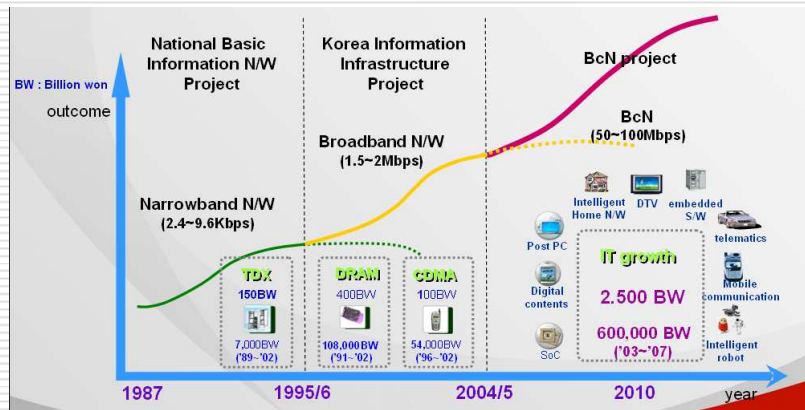 National Basic
Information N/W
Project
Korea Information
Infrastructure
Project
BcN project
BW : Billion won
outcome
BcN
(50~100Mbps)
Broadband N/W
(1.5~2Mbps)
Narrowband N/W
(2.4~9.6Kbps)
Intelligent
Home N/W
DTV
embedded
S/W
Post PC
telematics
TDX
150BW
7,000BW
('89~'02)
DRAM
400BW
108,000BW
('91~'02)
CDMA
100BW
54,000BW
('96~'02)
IT growth
2.500 BW
600,000 BW
('03~'07)
Digital
contents
Mobile
communication
SoC
Intelligent
robot
1987
1995/6
2004/5
2010
year